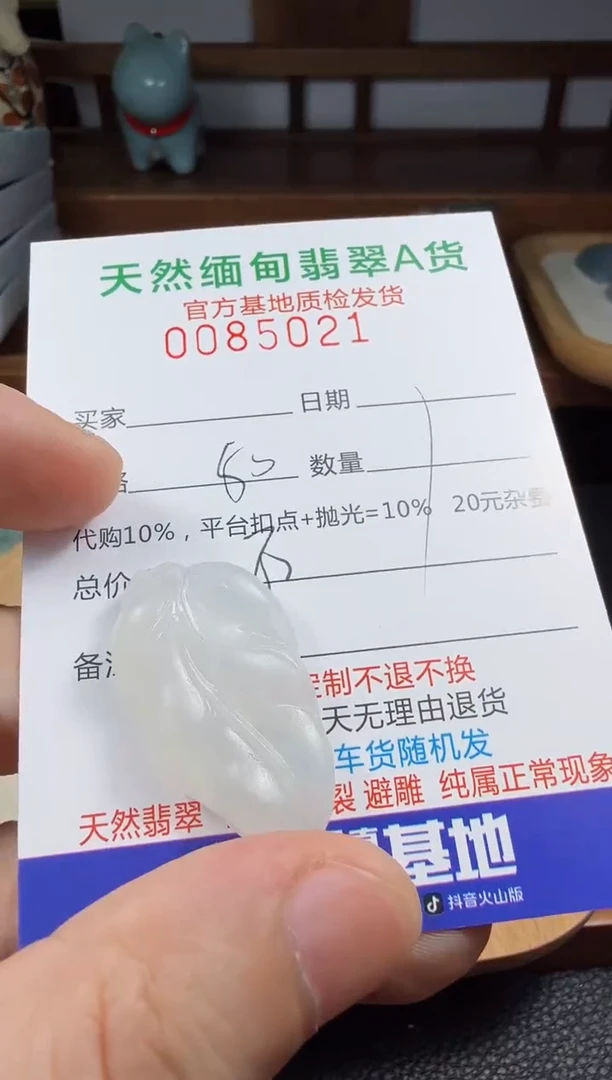 天然缅甸翡翠A货
官方基地质检发货
0085021
买家 日期
格 数量
代购10%，平台扣点+抛光=10% 20元杂费
总价
备注
定制不退不换
天无理由退货
车货随机发
天然翡翠 裂 避雕 纯属正常现象
基地
抖音火山版